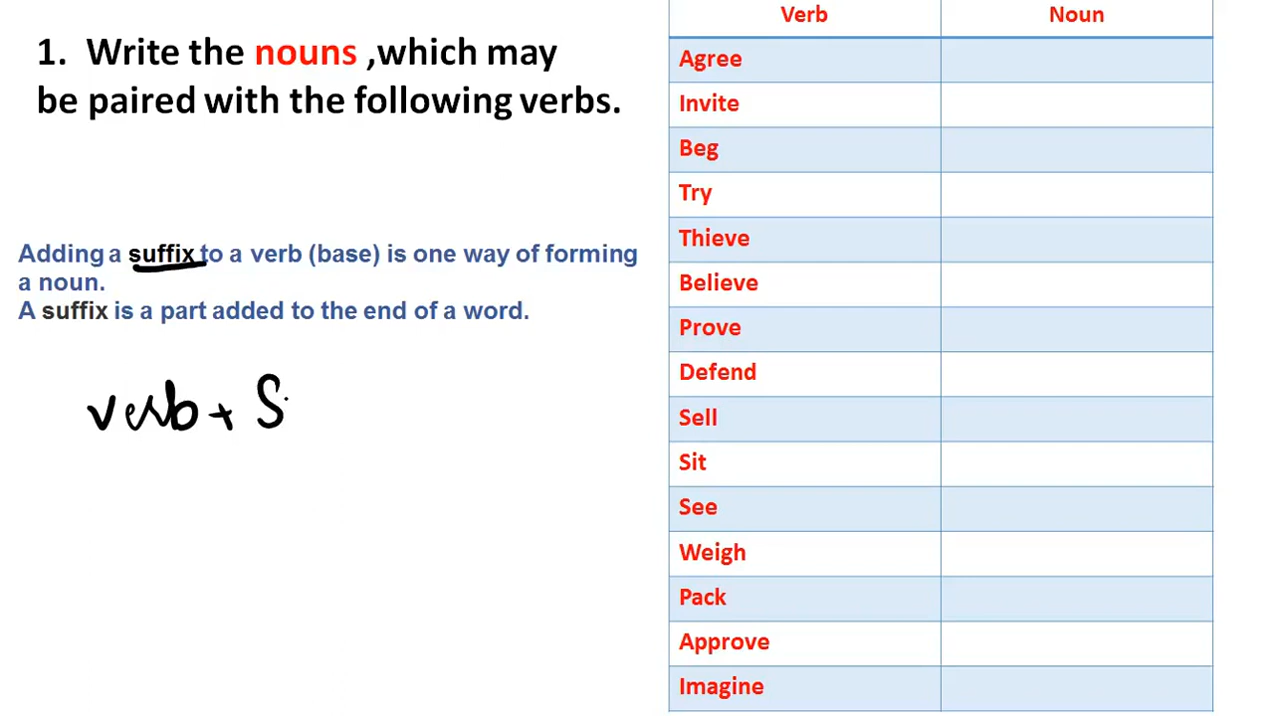 1. Write the nouns ,which may
be paired with the following verbs.
Adding a suffix to a verb (base) is one way of forming
a noun.
A suffix is a part added to the end of a word.
verb + S
Verb Noun
Agree
Invite
Beg
Try
Thieve
Believe
Prove
Defend
Sell
Sit
See
Weigh
Pack
Approve
Imagine